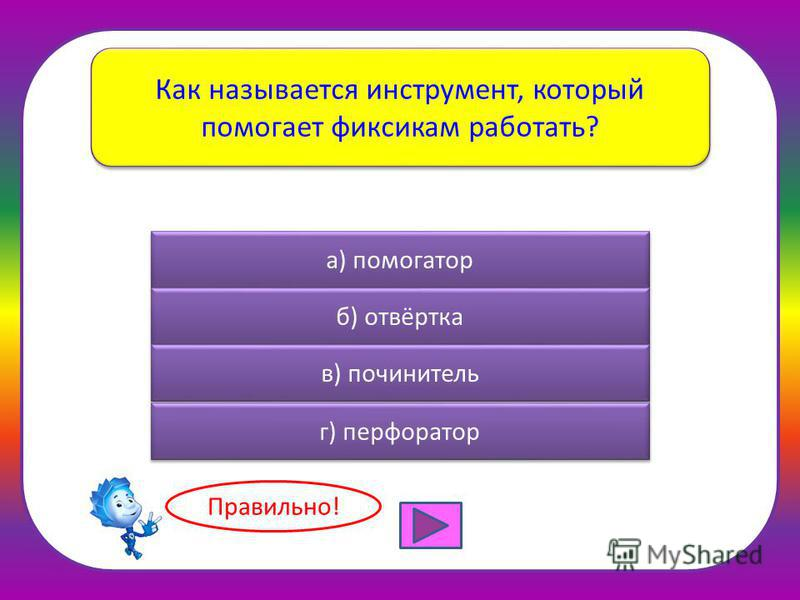 Как называется инструмент, который
помогает фиксикам работать?
а) помогатор
б) отвёртка
в) починитель
г) перфоратор
Правильно!
MyShared